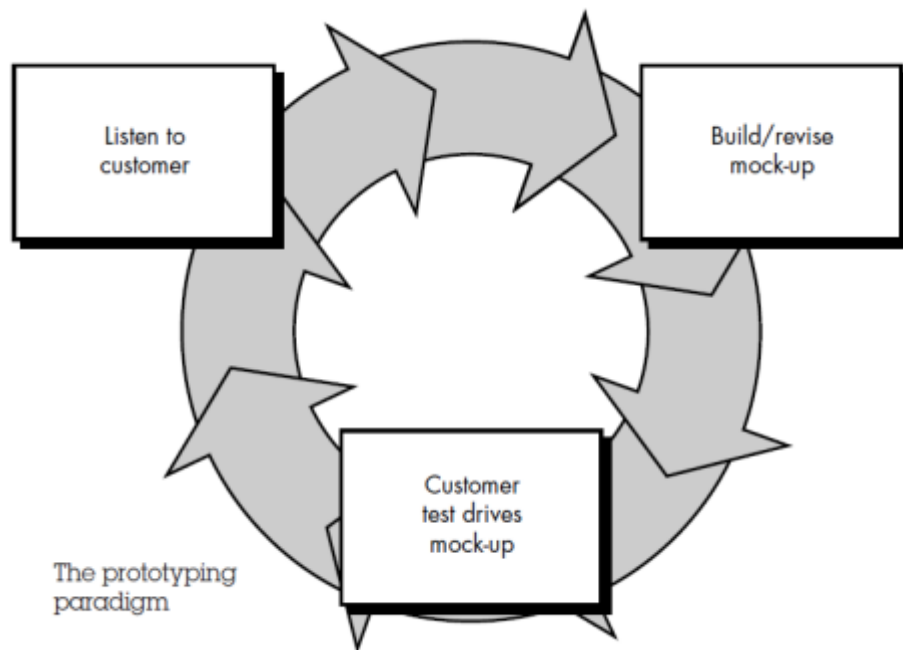 Listen to
customer
Build/revise
mock-up
Customer
test drives
mock-up
The prototyping
paradigm